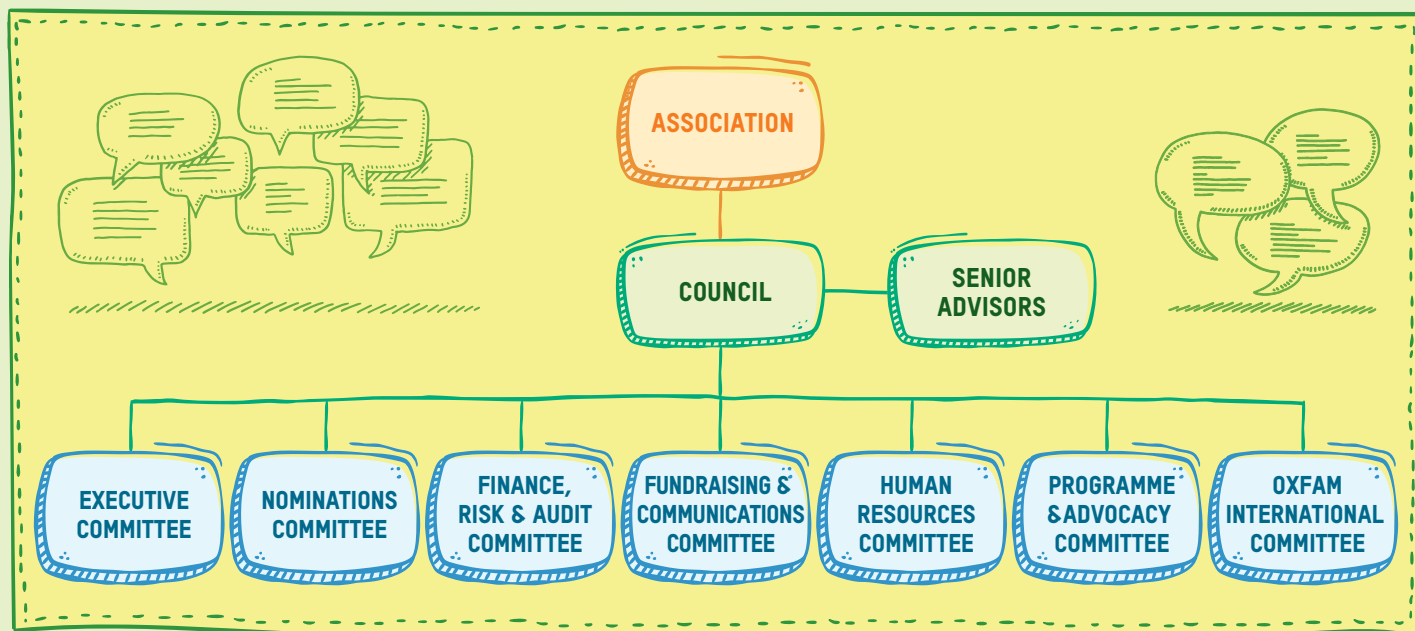 ASSOCIATION
COUNCIL
SENIOR
ADVISORS
EXECUTIVE
COMMITTEE
NOMINATIONS
COMMITTEE
FINANCE,
RISK & AUDIT
COMMITTEE
FUNDRAISING &
COMMUNICATIONS
COMMITTEE
HUMAN
RESOURCES
COMMITTEE
PROGRAMME
&ADVOCACY
COMMITTEE
OXFAM
INTERNATIONAL
COMMITTEE